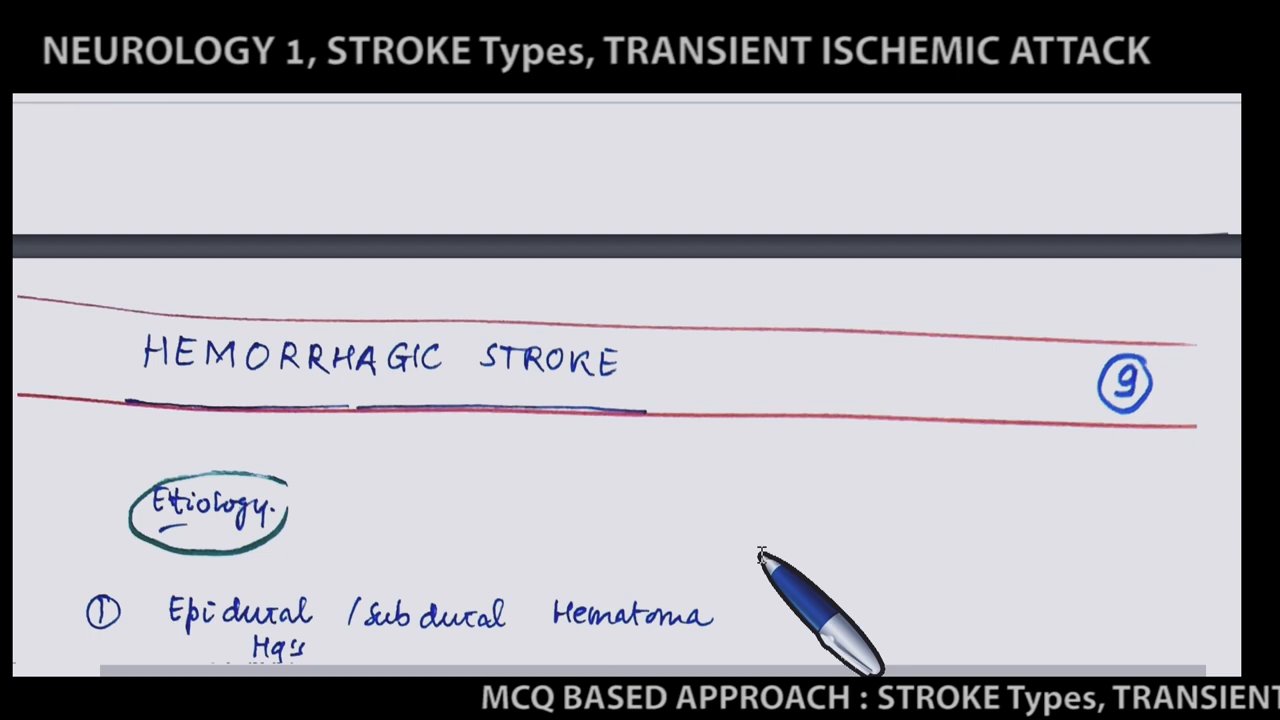 NEUROLOGY 1, STROKE Types, TRANSIENT ISCHEMIC ATTACK
HEMORRHAGIC STROKE
9
Etiology.
1 Epidural / Subdural Hematoma
Hgs
MCQ BASED APPROACH : STROKE Types, TRANSIENT